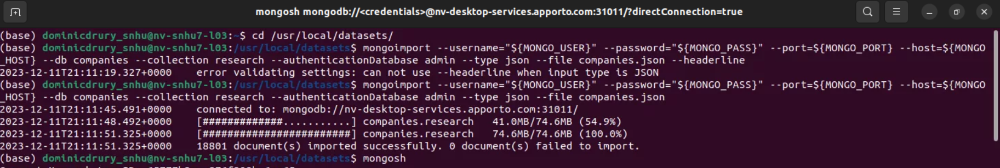 mongosh mongodb://<credentials>@nv-desktop-services.apporto.com:31011/?directConnection=true
(base) dominicdrury_snhu@nv-snhu7-l03:~$ cd /usr/local/datasets/
(base) dominicdrury_snhu@nv-snhu7-l03:/usr/local/datasets$ mongoimport --username="${MONGO_USER}" --password="${MONGO_PASS}" --port=${MONGO_PORT} --host=${MONGO
_HOST} --db companies --collection research --authenticationDatabase admin --type json --file companies.json --headerline
2023-12-11T21:11:19.327+0000    error validating settings: can not use --headerline when input type is JSON
(base) dominicdrury_snhu@nv-snhu7-l03:/usr/local/datasets$ mongoimport --username="${MONGO_USER}" --password="${MONGO_PASS}" --port=${MONGO_PORT} --host=${MONGO
_HOST} --db companies --collection research --authenticationDatabase admin --type json --file companies.json
2023-12-11T21:11:45.491+0000    connected to: mongodb://nv-desktop-services.apporto.com:31011/
2023-12-11T21:11:48.492+0000    [#############...........] companies.research   41.0MB/74.6MB (54.9%)
2023-12-11T21:11:51.325+0000    [########################] companies.research   74.6MB/74.6MB (100.0%)
2023-12-11T21:11:51.325+0000    18801 document(s) imported successfully. 0 document(s) failed to import.
(base) dominicdrury_snhu@nv-snhu7-l03:/usr/local/datasets$ mongosh